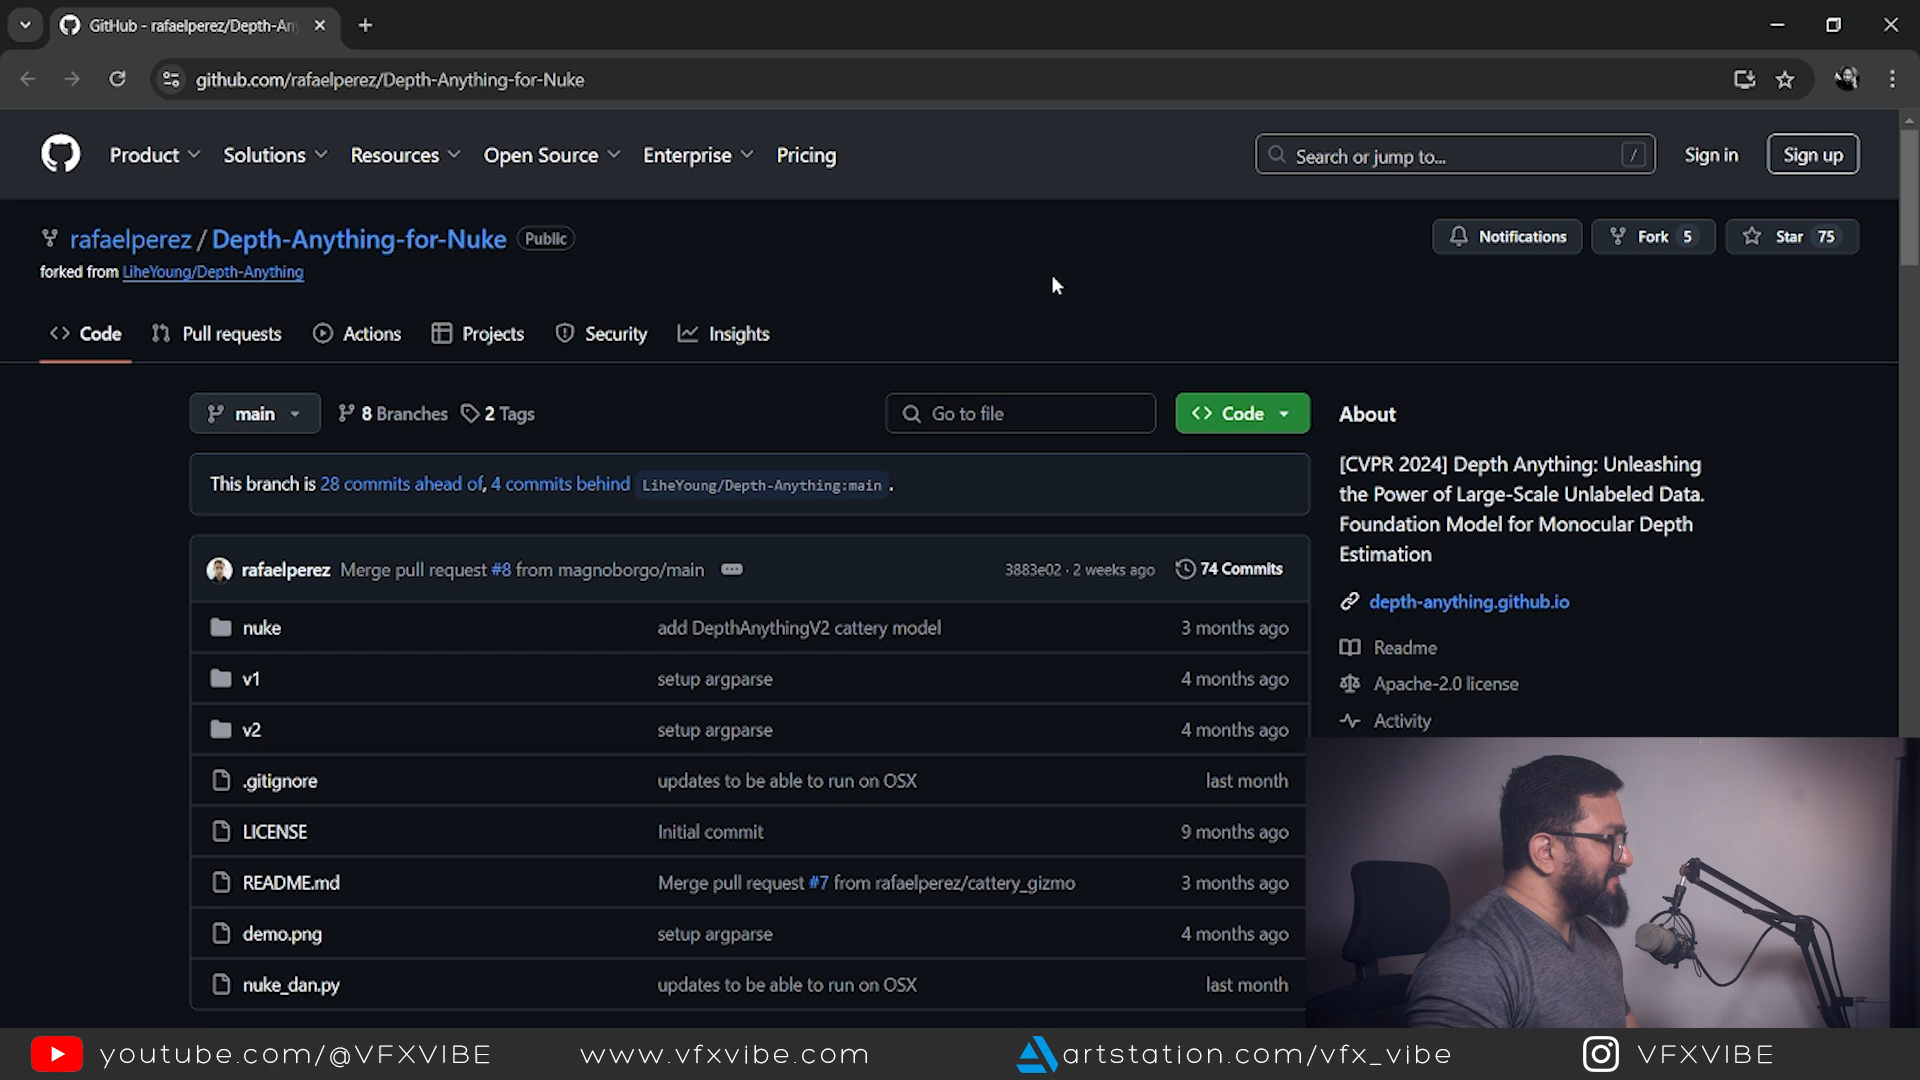 GitHub - rafaelperez/Depth-An
github.com/rafaelperez/Depth-Anything-for-Nuke
Product Solutions Resources Open Source Enterprise Pricing
Search or jump to... /
Sign in
Sign up
rafaelperez / Depth-Anything-for-Nuke Public
Notifications
Fork 5
Star 75
forked from LiheYoung/Depth-Anything
Code
Pull requests
Actions
Projects
Security
Insights
main
8 Branches
2 Tags
Go to file
Code
This branch is 28 commits ahead of, 4 commits behind LiheYoung/Depth-Anything:main .
rafaelperez Merge pull request #8 from magnoborgo/main
3883e02 · 2 weeks ago
74 Commits
nuke add DepthAnythingV2 cattery model 3 months ago
v1 setup argparse 4 months ago
v2 setup argparse 4 months ago
.gitignore updates to be able to run on OSX last month
LICENSE Initial commit 9 months ago
README.md Merge pull request #7 from rafaelperez/cattery_gizmo 3 months ago
demo.png setup argparse 4 months ago
nuke_dan.py updates to be able to run on OSX last month
About
[CVPR 2024] Depth Anything: Unleashing
the Power of Large-Scale Unlabeled Data.
Foundation Model for Monocular Depth
Estimation
depth-anything.github.io
Readme
Apache-2.0 license
Activity
youtube.com/@VFXVIBE
www.vfxvibe.com
artstation.com/vfx_vibe
VFXVIBE